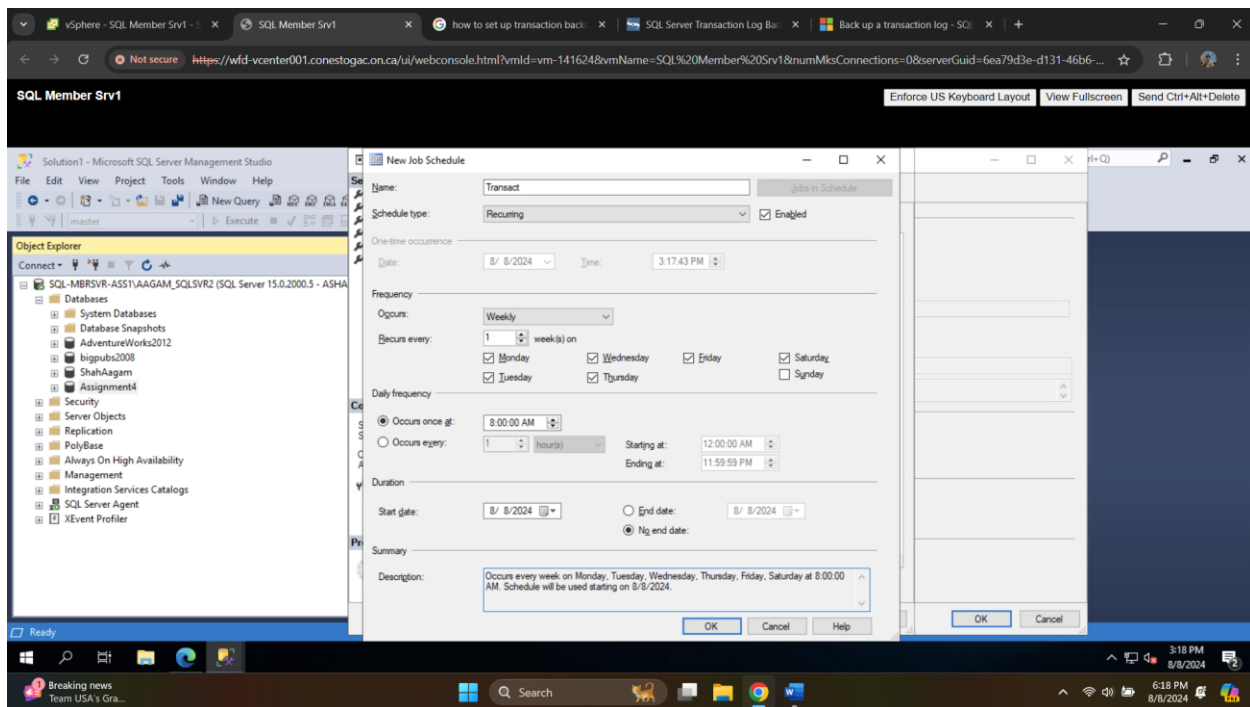 vSphere - SQL Member Srv1 - S
SQL Member Srv1
how to set up transaction back
SQL Server Transaction Log Bac
Back up a transaction log - SQL
Not secure
https://wfd-vcenter001.conestogac.on.ca/ui/webconsole.html?vmId=vm-141624&vmName=SQL%20Member%20Srv1&numMksConnections=0&serverGuid=6ea79d3e-d131-46b6-...
SQL Member Srv1
Enforce US Keyboard Layout
View Fullscreen
Send Ctrl+Alt+Delete
Solution1 - Microsoft SQL Server Management Studio
File Edit View Project Tools Window Help
New Query
master
Execute
Object Explorer
Connect
SQL-MBRSVR-ASS1\AAGAM_SQLSVR2 (SQL Server 15.0.2000.5 - ASHA
Databases
System Databases
Database Snapshots
AdventureWorks2012
bigpubs2008
ShahAagam
Assignment4
Security
Server Objects
Replication
PolyBase
Always On High Availability
Management
Integration Services Catalogs
SQL Server Agent
XEvent Profiler
Ready
Se
Co
Pr
New Job Schedule
Name: Transact
Jobs in Schedule
Schedule type: Recurring
Enabled
One-time occurrence
Date: 8/ 8/2024 Time: 3:17:43 PM
Frequency
Occurs: Weekly
Recurs every: 1 week(s) on
Monday Wednesday Friday Saturday
Tuesday Thursday Sunday
Daily frequency
Occurs once at: 8:00:00 AM
Occurs every: 1 hour(s) Starting at: 12:00:00 AM
Ending at: 11:59:59 PM
Duration
Start date: 8/ 8/2024 End date: 8/ 8/2024
No end date:
Summary
Description: Occurs every week on Monday, Tuesday, Wednesday, Thursday, Friday, Saturday at 8:00:00
AM. Schedule will be used starting on 8/8/2024.
OK Cancel Help
OK Cancel
rl+Q)
3:18 PM
8/8/2024
2
1
Breaking news
Team USA's Gra...
Search
6:18 PM
8/8/2024